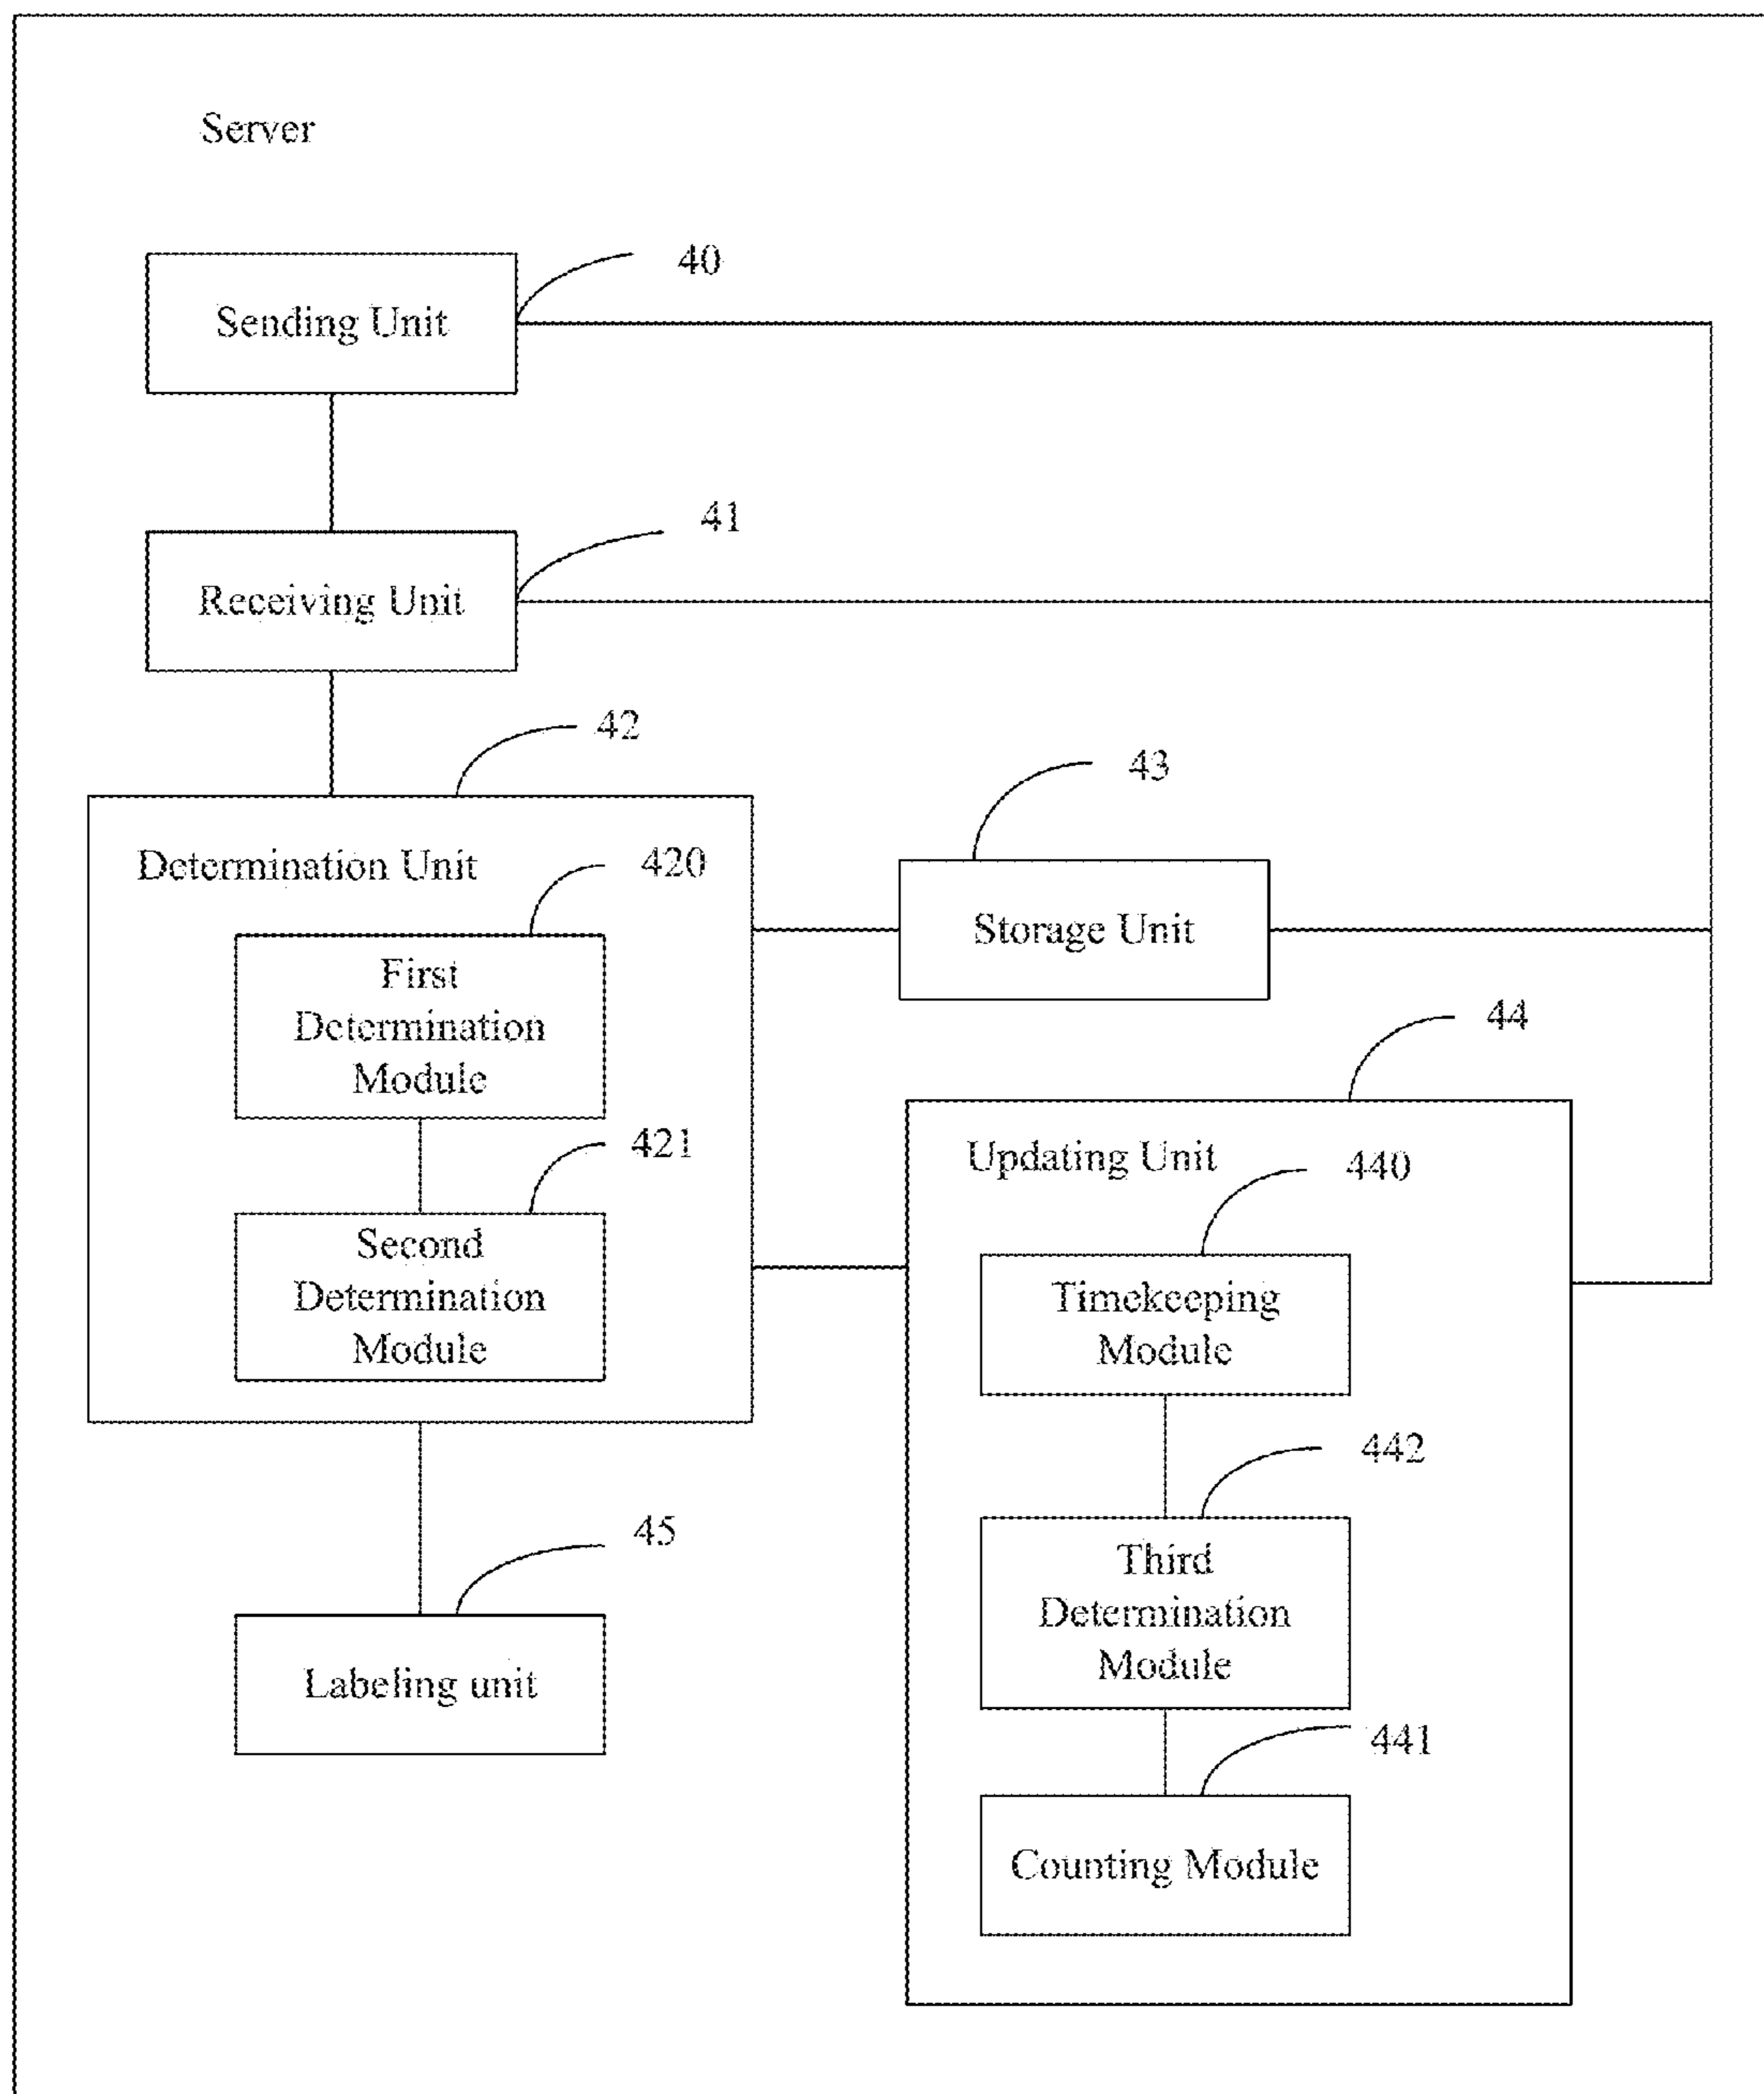 Server
40
Sending Unit
41
Receiving Unit
42
43
Determination Unit
420
Storage Unit
First
Determination
Module
44
421
Updating Unit
440
Second
Determination
Module
Timekeeping
Module
442
45
Third
Determination
Module
Labeling unit
441
Counting Module